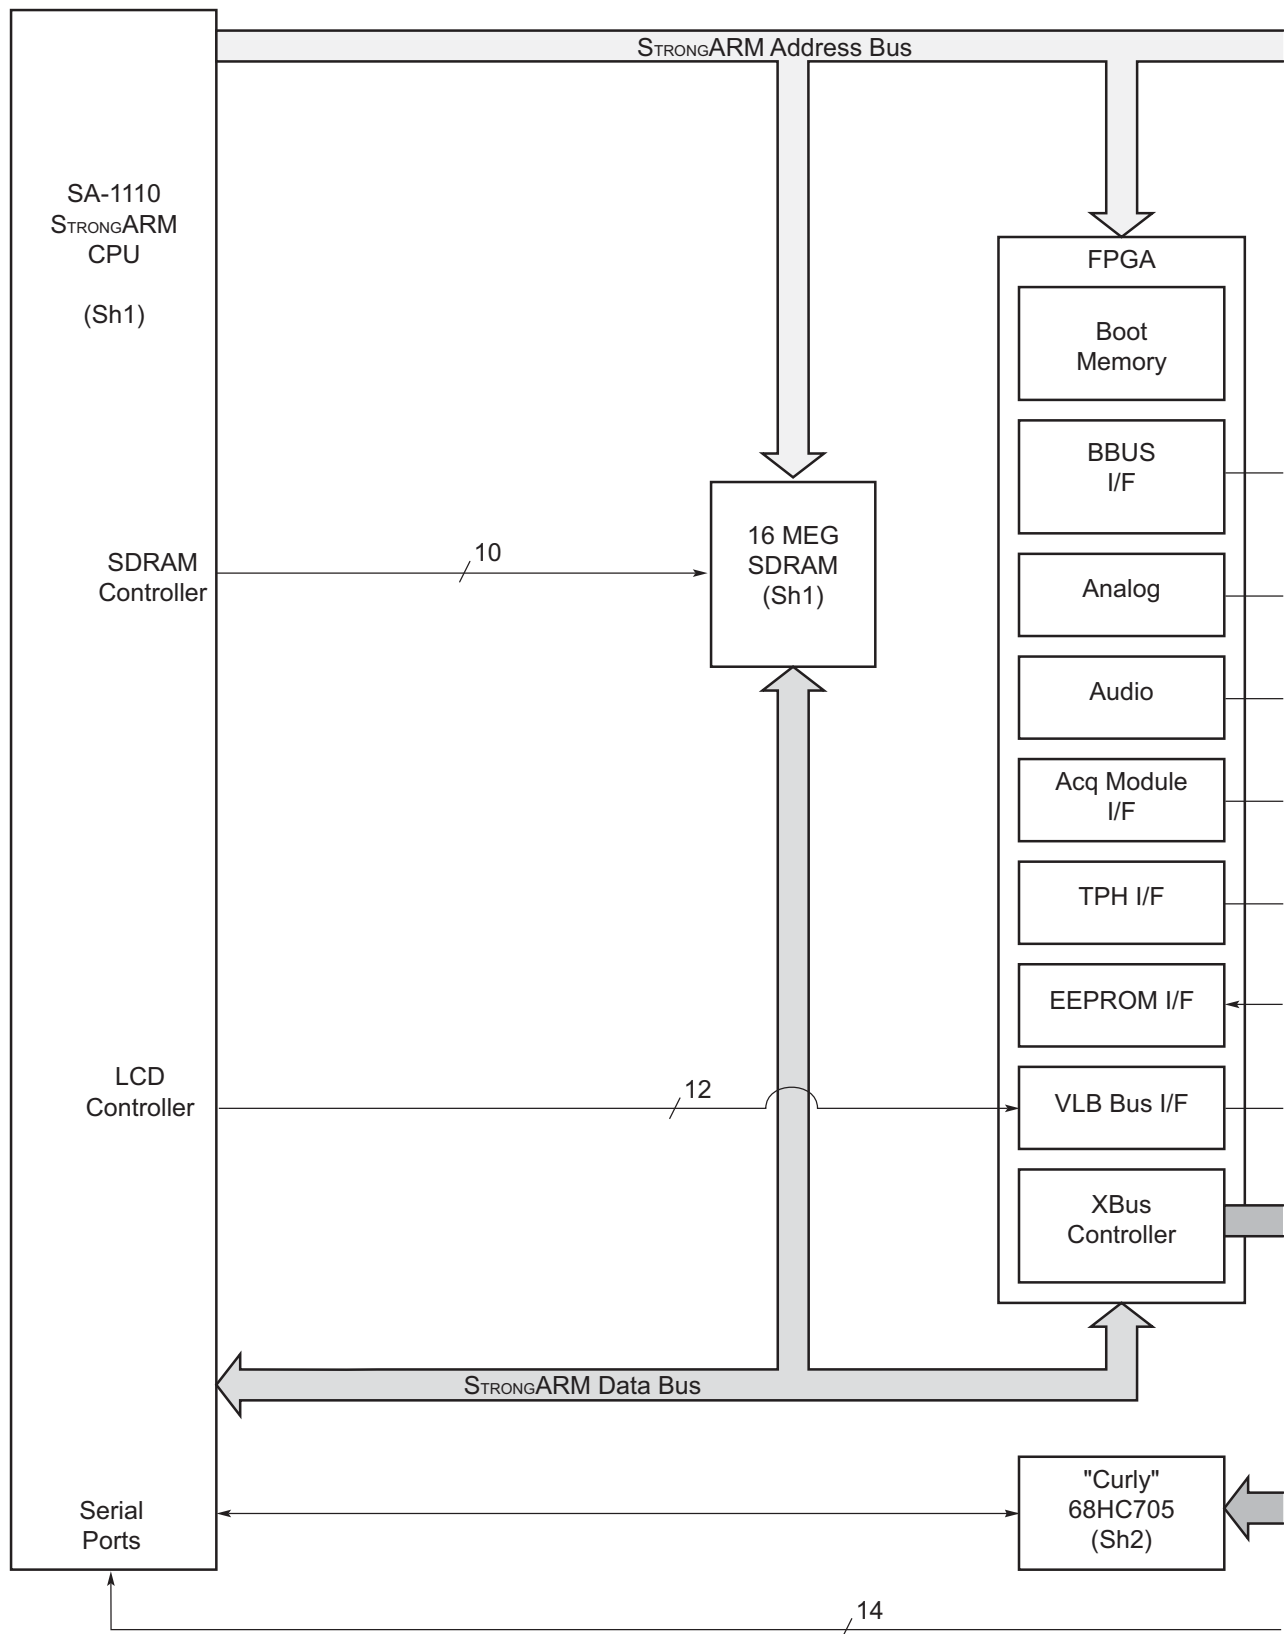 StrongARM Address Bus
SA-1110
StrongARM
CPU
(Sh1)
FPGA
Boot
Memory
BBUS
I/F
16 MEG
SDRAM
(Sh1)
10
SDRAM
Controller
Analog
Audio
Acq Module
I/F
TPH I/F
EEPROM I/F
LCD
Controller
12
VLB Bus I/F
XBus
Controller
StrongARM Data Bus
"Curly"
68HC705
(Sh2)
Serial
Ports
14